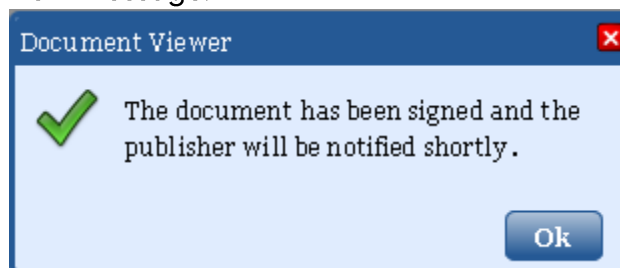 Document Viewer
The document has been signed and the
publisher will be notified shortly.
Ok